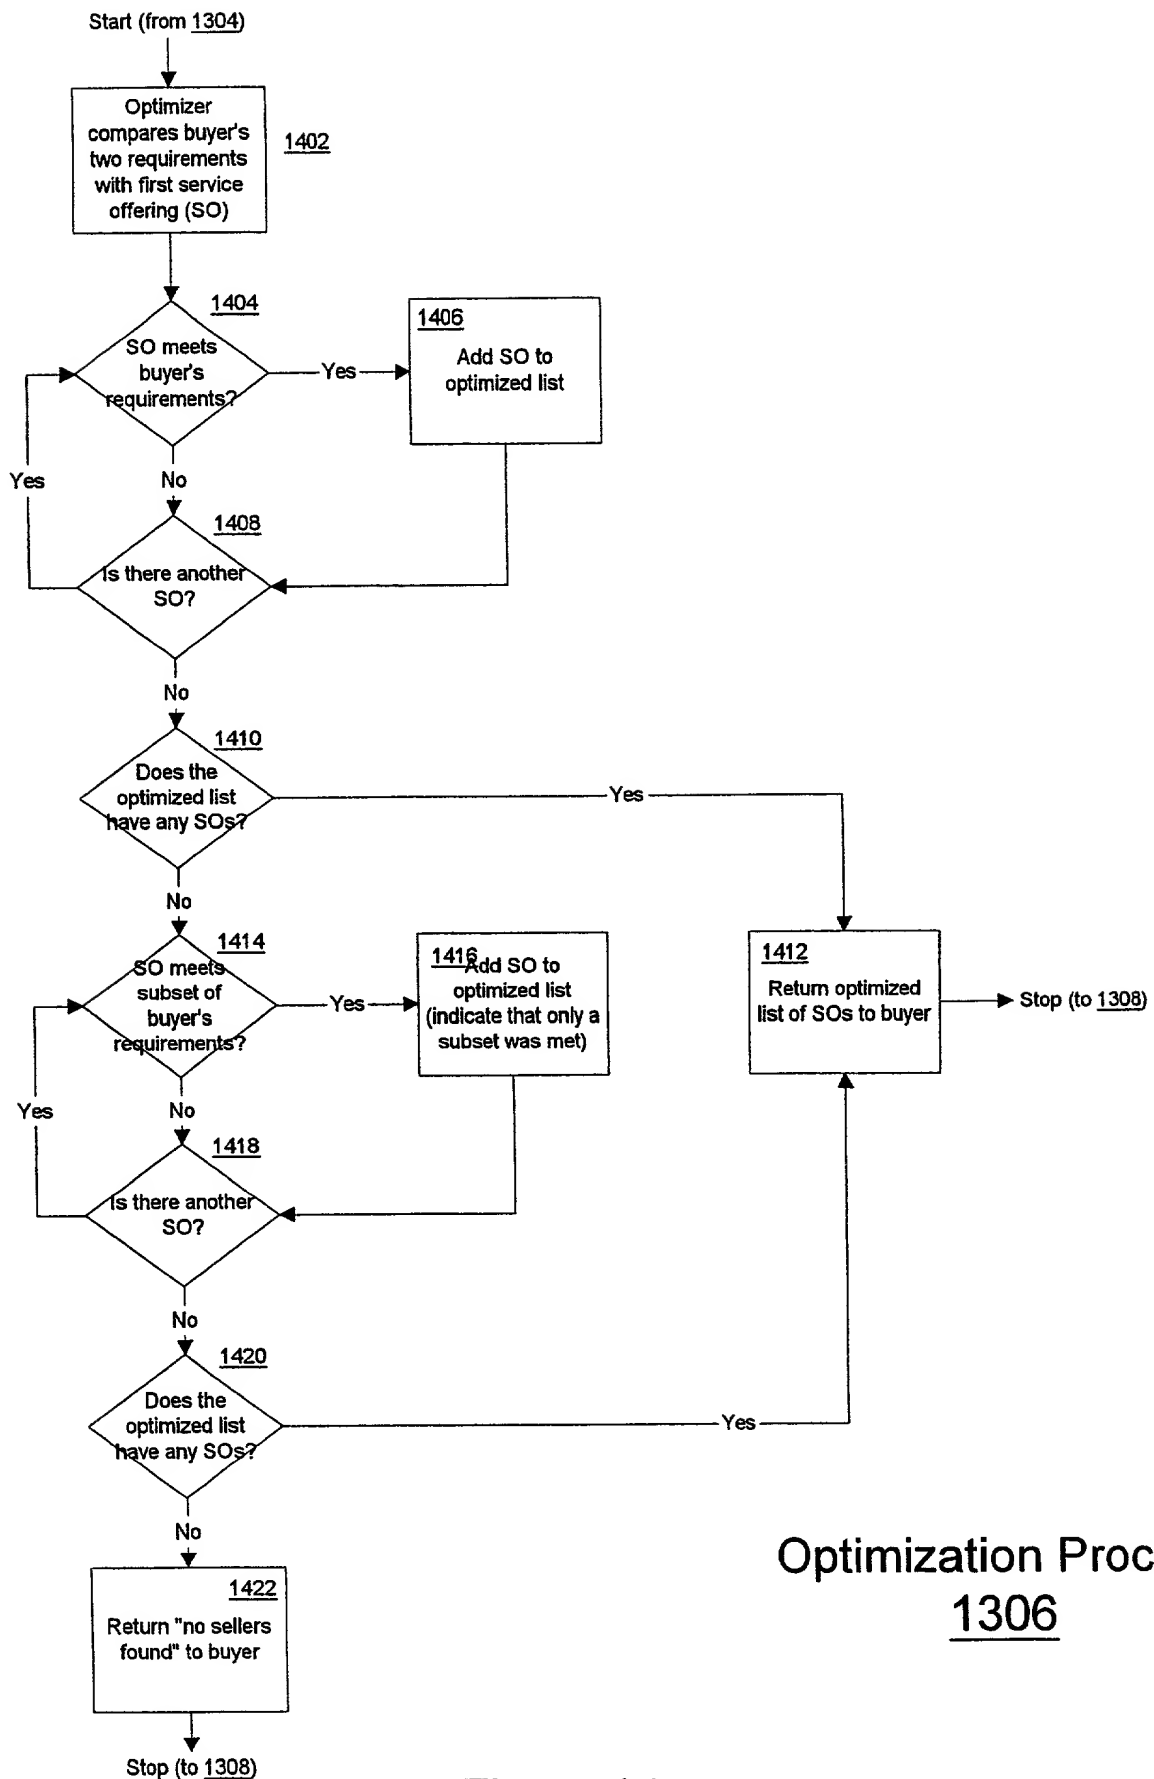 Start (from 1304)
Optimizer
compares buyer's
two requirements
with first service
offering (SO)
1402
1404
SO meets
buyer's
requirements?
Yes
1406
Add SO to
optimized list
Yes
No
1408
Is there another
SO?
No
1410
Does the
optimized list
have any SOs?
Yes
No
1414
SO meets
subset of
buyer's
requirements?
Yes
1416
Add SO to
optimized list
(indicate that only a
subset was met)
1412
Return optimized
list of SOs to buyer
Stop (to 1308)
Yes
No
1418
Is there another
SO?
No
1420
Does the
optimized list
have any SOs?
Yes
No
1422
Return "no sellers
found" to buyer
Stop (to 1308)
Optimization Proc
1306